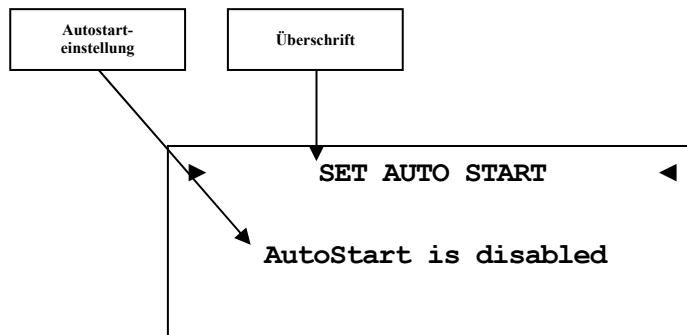 Autostart-
einstellung
Überschrift
► SET AUTO START ◄
AutoStart is disabled